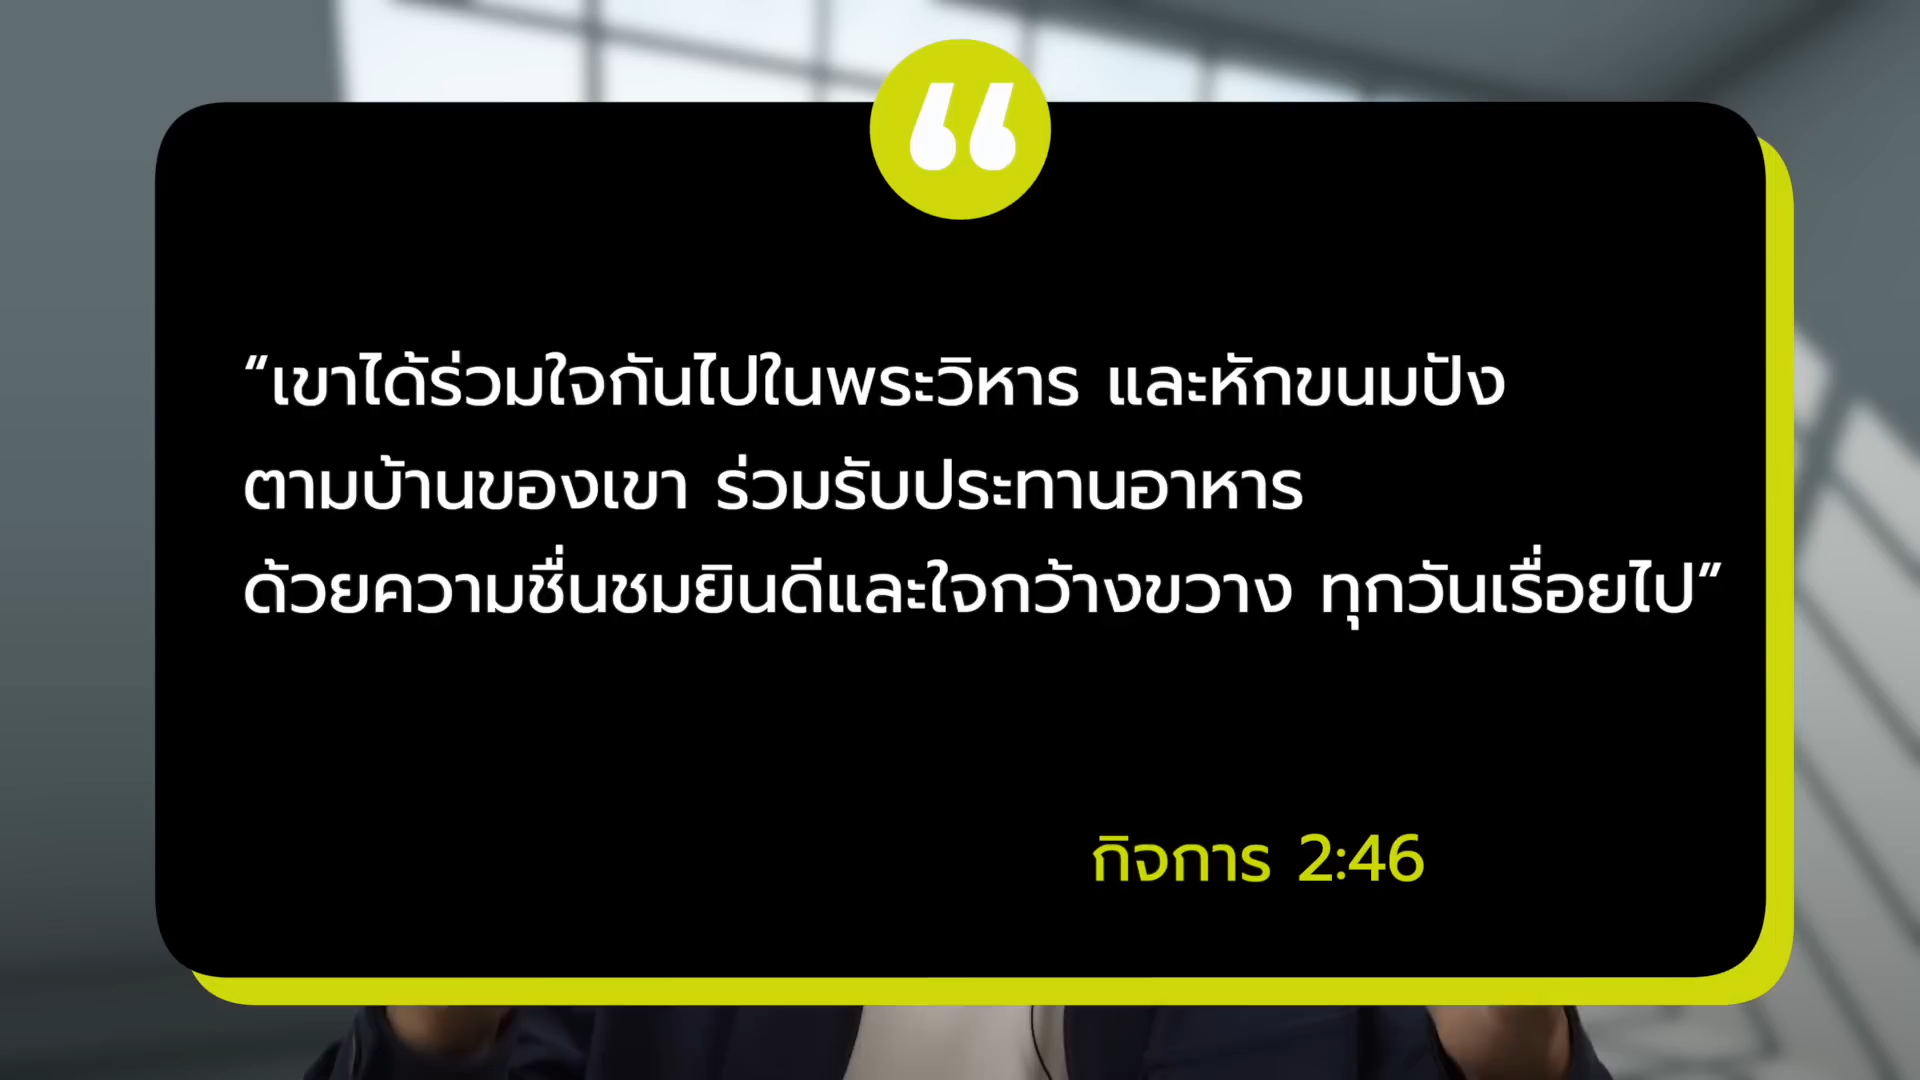 “เขาได้ร่วมใจกันไปในพระวิหาร และหักขนมปัง
ตามบ้านของเขา ร่วมรับประทานอาหาร
ด้วยความชื่นชมยินดีและใจกว้างขวาง ทุกวันเรื่อยไป”
กิจการ 2:46